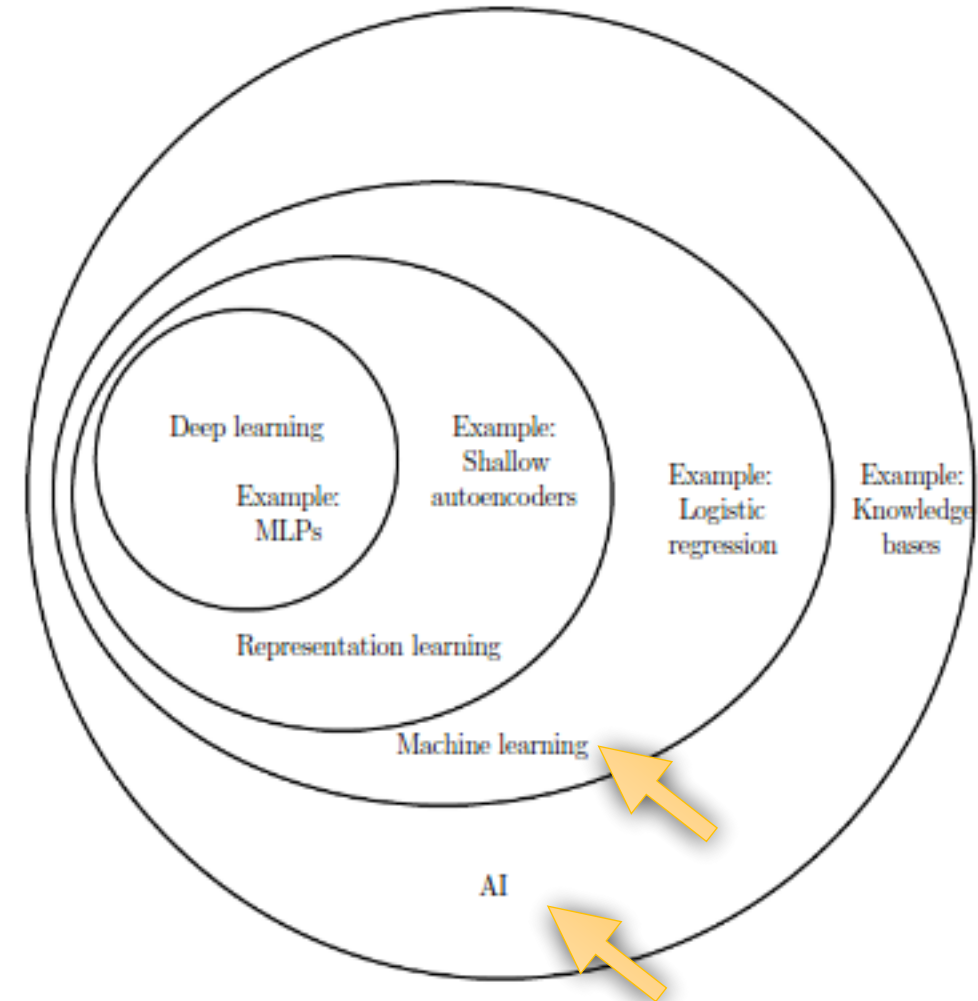 Deep learning
Example:
MLPs
Example:
Shallow
autoencoders
Example:
Logistic
regression
Example:
Knowledge
bases
Representation learning
Machine learning
AI